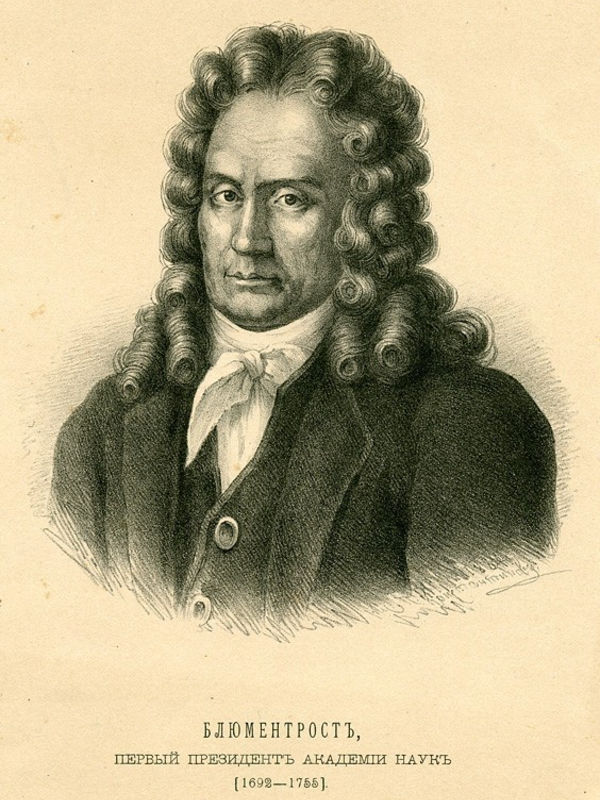 БЛЮМЕНТРОСТЪ,
ПЕРВЫЙ ПРЕЗИДЕНТЪ АКАДЕМІИ НАУКЪ
(1692—1755).